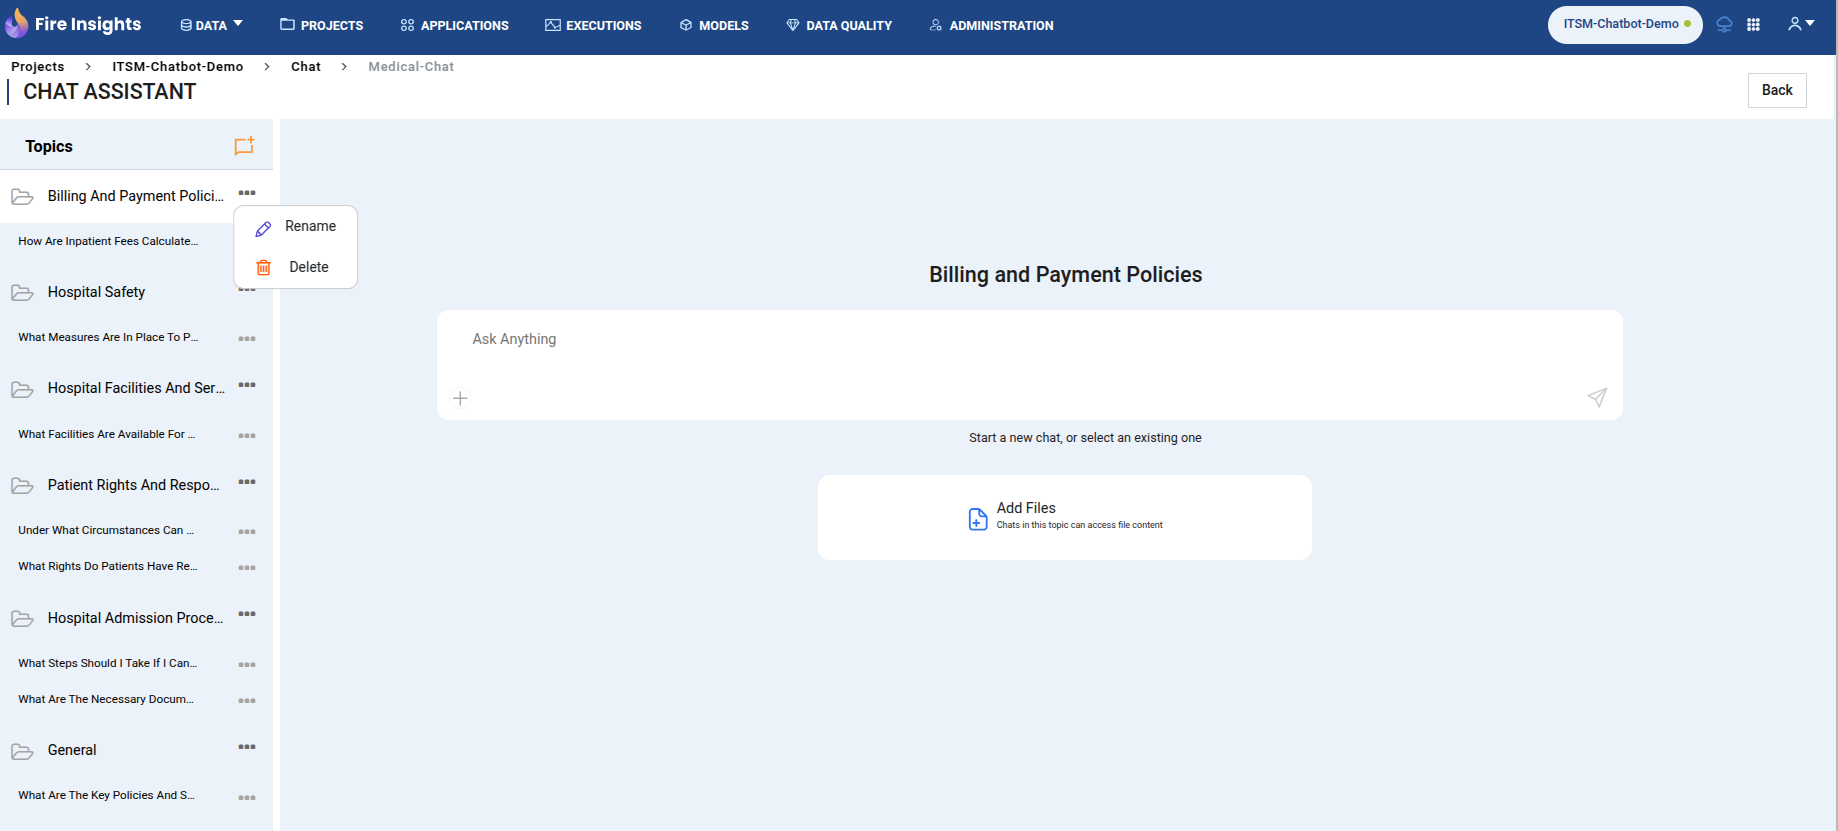 Fire Insights
DATA
PROJECTS
APPLICATIONS
EXECUTIONS
MODELS
DATA QUALITY
ADMINISTRATION
ITSM-Chatbot-Demo
Projects > ITSM-Chatbot-Demo > Chat > Medical-Chat
CHAT ASSISTANT
Back
Topics
Billing And Payment Polici...
Rename
Delete
How Are Inpatient Fees Calculate...
Hospital Safety
What Measures Are In Place To P...
Hospital Facilities And Ser...
What Facilities Are Available For ...
Patient Rights And Respo...
Under What Circumstances Can ...
What Rights Do Patients Have Re...
Hospital Admission Proce...
What Steps Should I Take If I Can...
What Are The Necessary Docum...
General
What Are The Key Policies And S...
Billing and Payment Policies
Ask Anything
Start a new chat, or select an existing one
Add Files
Chats in this topic can access file content